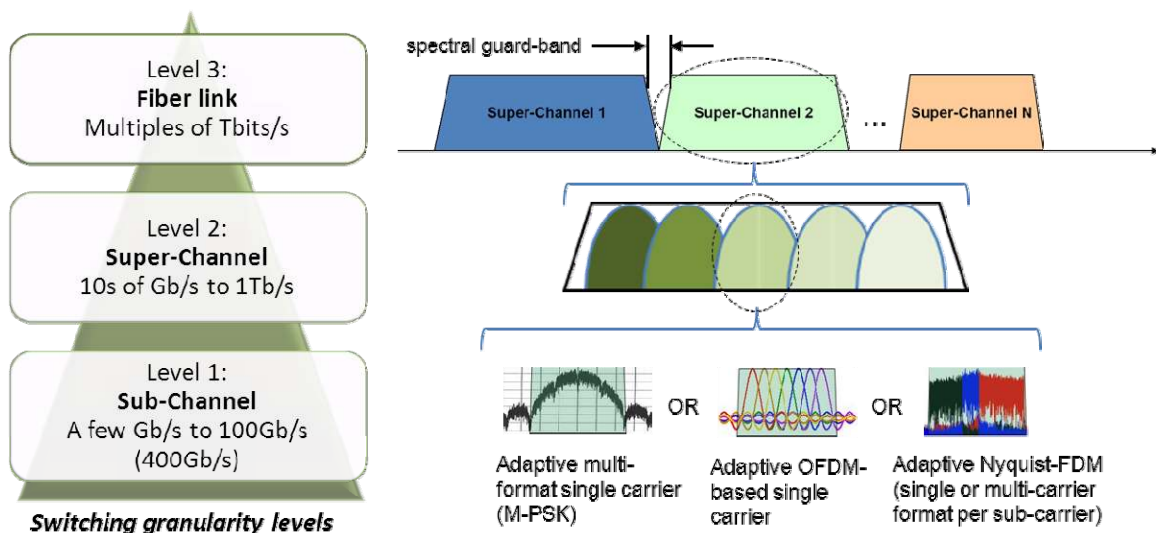 Level 3:
Fiber link
Multiples of Tbits/s
Level 2:
Super-Channel
10s of Gb/s to 1Tb/s
Level 1:
Sub-Channel
A few Gb/s to 100Gb/s
(400Gb/s)
Switching granularity levels
spectral guard-band
Super-Channel 1
Super-Channel 2
...
Super-Channel N
OR
OR
Adaptive multi-
format single carrier
(M-PSK)
Adaptive OFDM-
based single
carrier
Adaptive Nyquist-FDM
(single or multi-carrier
format per sub-carrier)